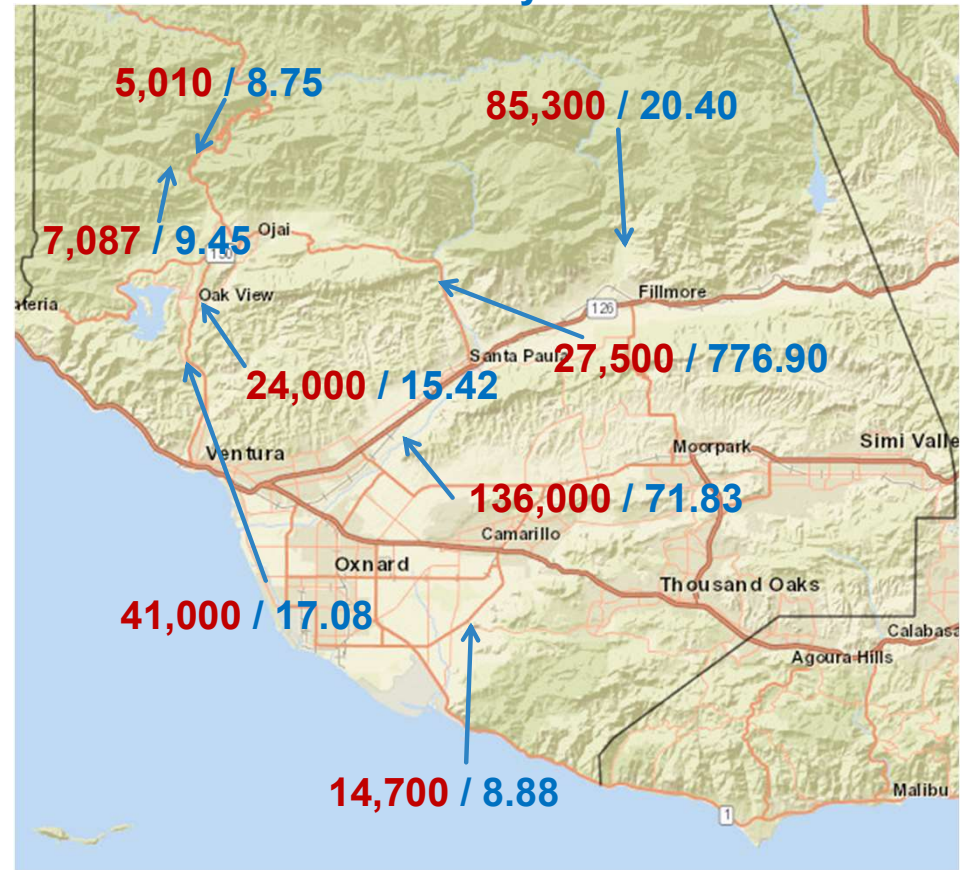 5,010 / 8.75
85,300 / 20.40
7,087 / 9.45
Ojai
150
Oak View
Fillmore
126
Santa Paula
27,500 / 776.90
24,000 / 15.42
Ventura
Moorpark
Simi Valle
136,000 / 71.83
Camarillo
Oxnard
Thousand Oaks
41,000 / 17.08
Calabasa
Agoura Hills
14,700 / 8.88
Malibu
1